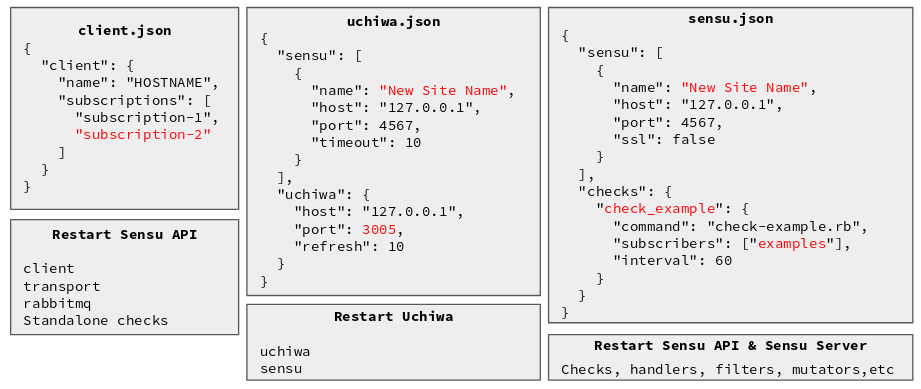 client.json
{
  "client": {
    "name": "HOSTNAME",
    "subscriptions": [
      "subscription-1",
      "subscription-2"
    ]
  }
}
Restart Sensu API
client
transport
rabbitmq
Standalone checks
uchiwa.json
{
  "sensu": [
    {
      "name": "New Site Name",
      "host": "127.0.0.1",
      "port": 4567,
      "timeout": 10
    }
  ],
  "uchiwa": {
    "host": "127.0.0.1",
    "port": 3005,
    "refresh": 10
  }
}
Restart Uchiwa
uchiwa
sensu
sensu.json
{
  "sensu": [
    {
      "name": "New Site Name",
      "host": "127.0.0.1",
      "port": 4567,
      "ssl": false
    }
  ],
  "checks": {
    "check_example": {
      "command": "check-example.rb",
      "subscribers": ["examples"],
      "interval": 60
    }
  }
}
Restart Sensu API & Sensu Server
Checks, handlers, filters, mutators,etc